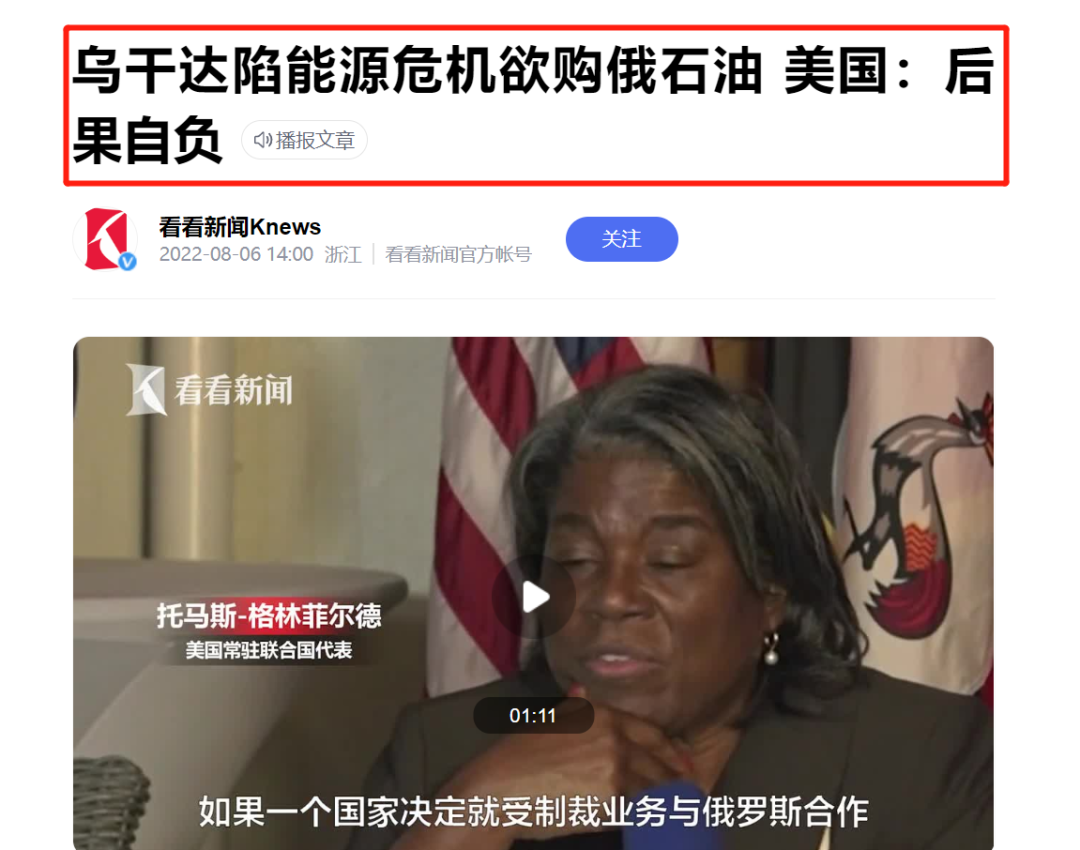 乌干达陷能源危机欲购俄石油 美国：后
果自负 播报文章
看看新闻Knews
2022-08-06 14:00 浙江 | 看看新闻官方帐号
关注
看看新闻
托马斯-格林菲尔德
美国常驻联合国代表
01:11
如果一个国家决定就受制裁业务与俄罗斯合作